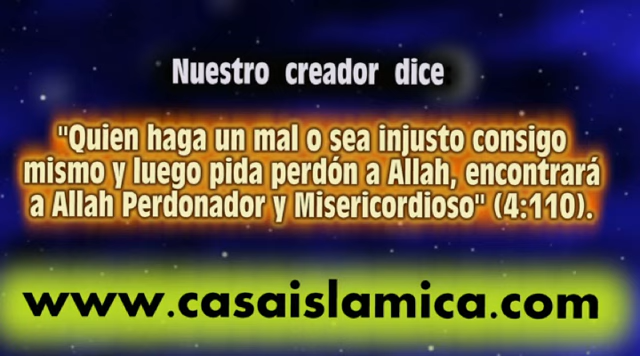 Nuestro creador dice
"Quien haga un mal o sea injusto consigo
mismo y luego pida perdón a Allah, encontrará
a Allah Perdonador y Misericordioso" (4:110).
www.casaislamica.com